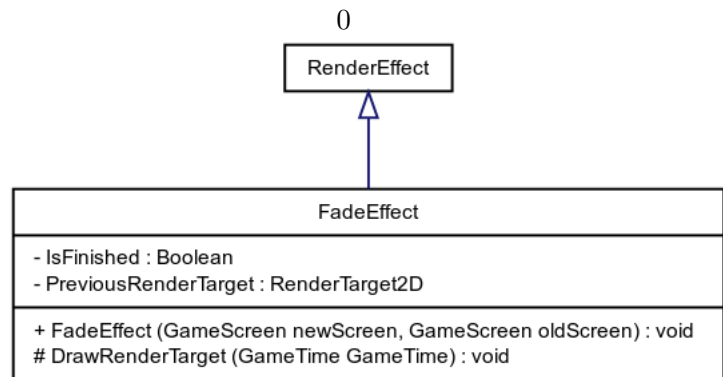 0
RenderEffect
FadeEffect
- IsFinished : Boolean
- PreviousRenderTarget : RenderTarget2D
+ FadeEffect (GameScreen newScreen, GameScreen oldScreen) : void
# DrawRenderTarget (GameTime GameTime) : void